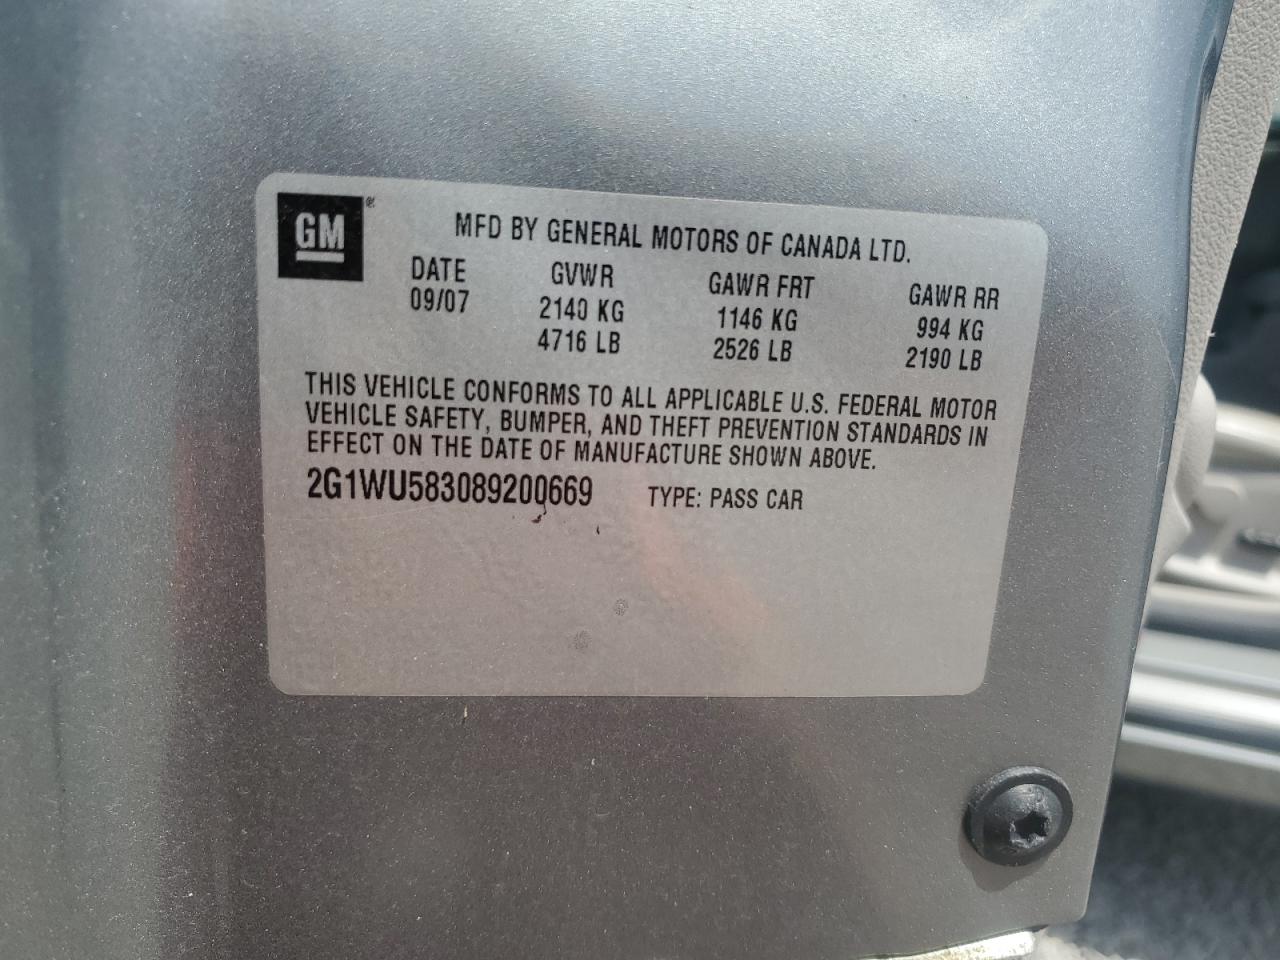 GM
MFD BY GENERAL MOTORS OF CANADA LTD.
DATE GVWR GAWR FRT GAWR RR
09/07 2140 KG 1146 KG 994 KG
4716 LB 2526 LB 2190 LB
THIS VEHICLE CONFORMS TO ALL APPLICABLE U.S. FEDERAL MOTOR
VEHICLE SAFETY, BUMPER, AND THEFT PREVENTION STANDARDS IN
EFFECT ON THE DATE OF MANUFACTURE SHOWN ABOVE.
2G1WU583089200669 TYPE: PASS CAR